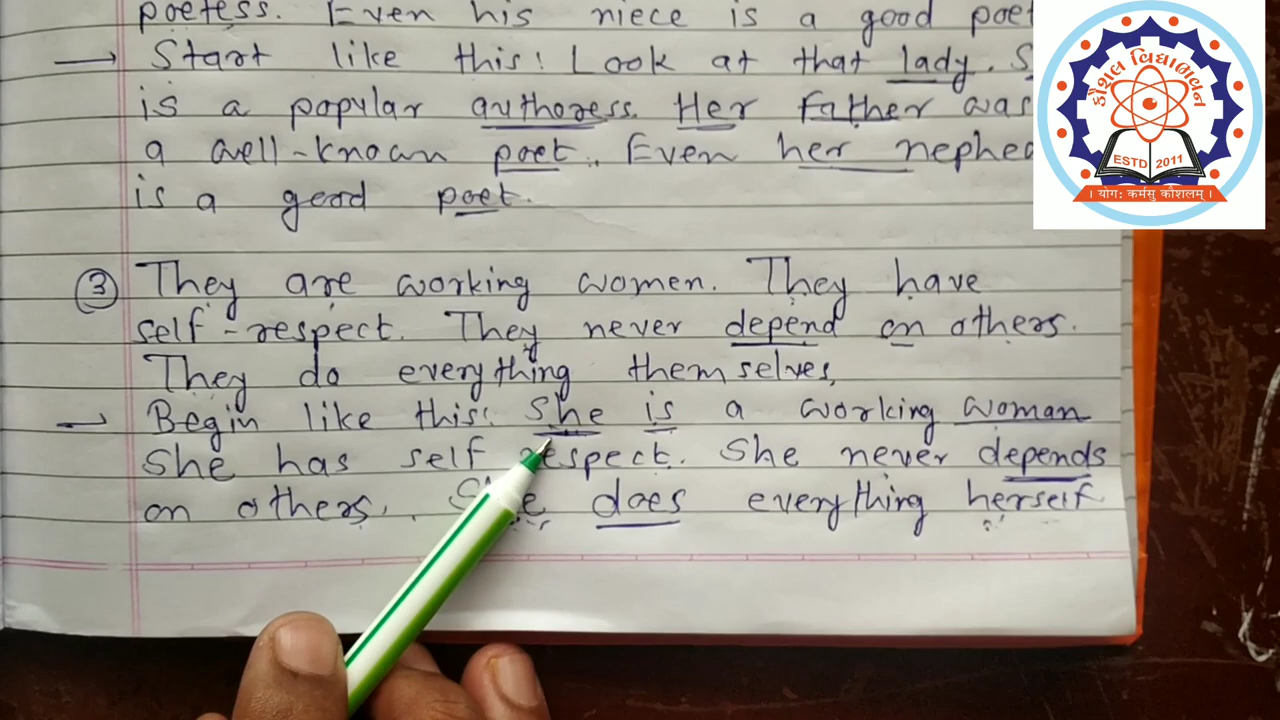 poetess. Even his niece is a good poet
→ Start like this: Look at that lady. S
is a popular authoress. Her Father was
a well-known poet. Even her nephe
is a good poet.
③ They are working women. They have
self-respect. They never depend on others.
They do everything themselves,
→ Begin like this: She is a working woman
She has self respect. She never depends
on others. She does everything herself
કૌશલ વિદ્યાભવન
ESTD 2011
। योगः कर्मसु कौशलम् ।